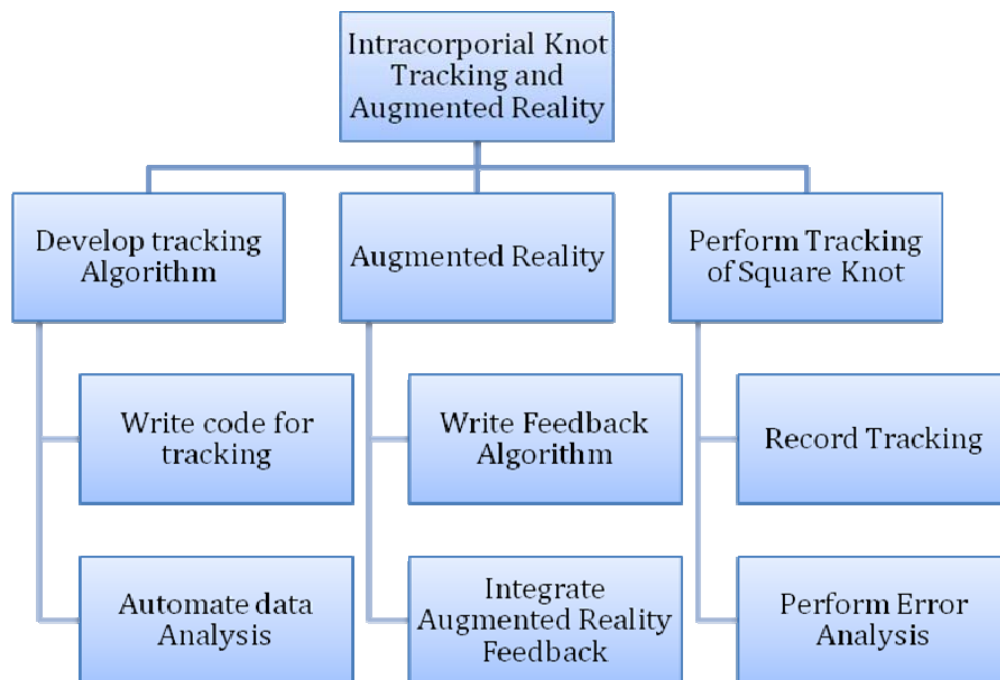 Intracorporial Knot
Tracking and
Augmented Reality
Develop tracking
Algorithm
Augmented Reality
Perform Tracking
of Square Knot
Write code for
tracking
Write Feedback
Algorithm
Record Tracking
Automate data
Analysis
Integrate
Augmented Reality
Feedback
Perform Error
Analysis